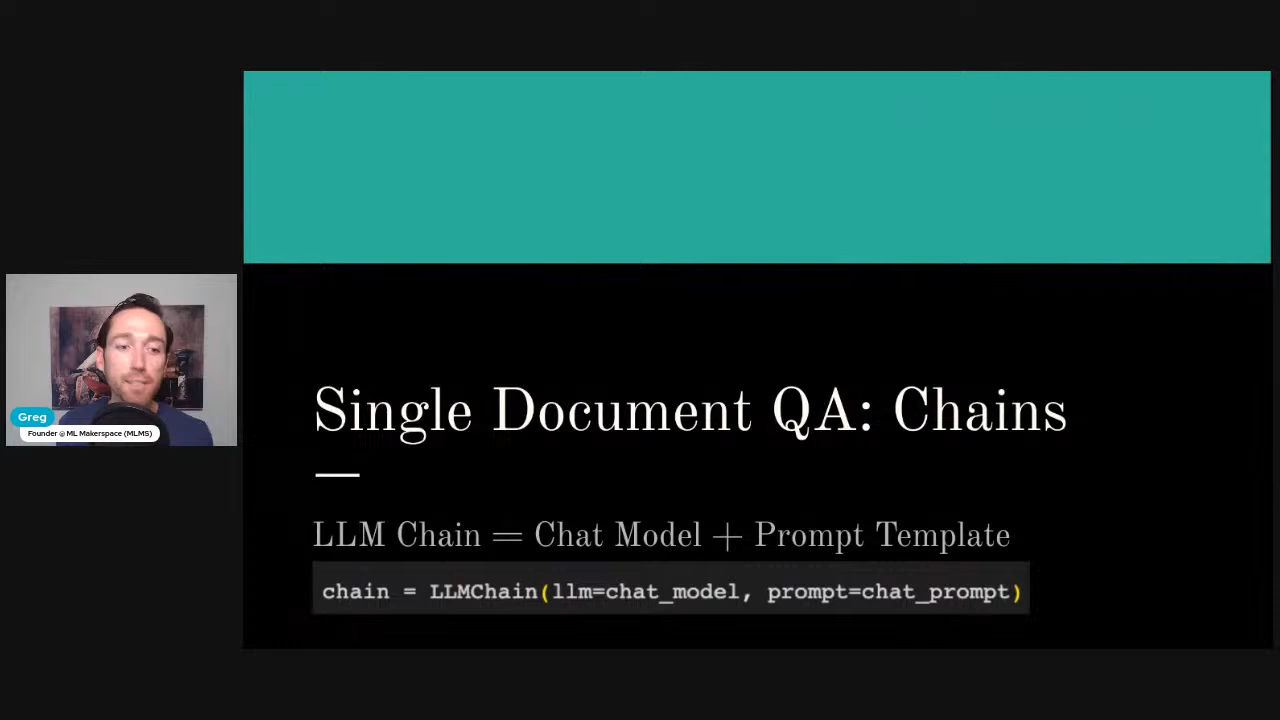 Single Document QA: Chains
LLM Chain = Chat Model + Prompt Template
chain = LLMChain(llm=chat_model, prompt=chat_prompt)
Greg
Founder @ ML Makerspace (MLMS)